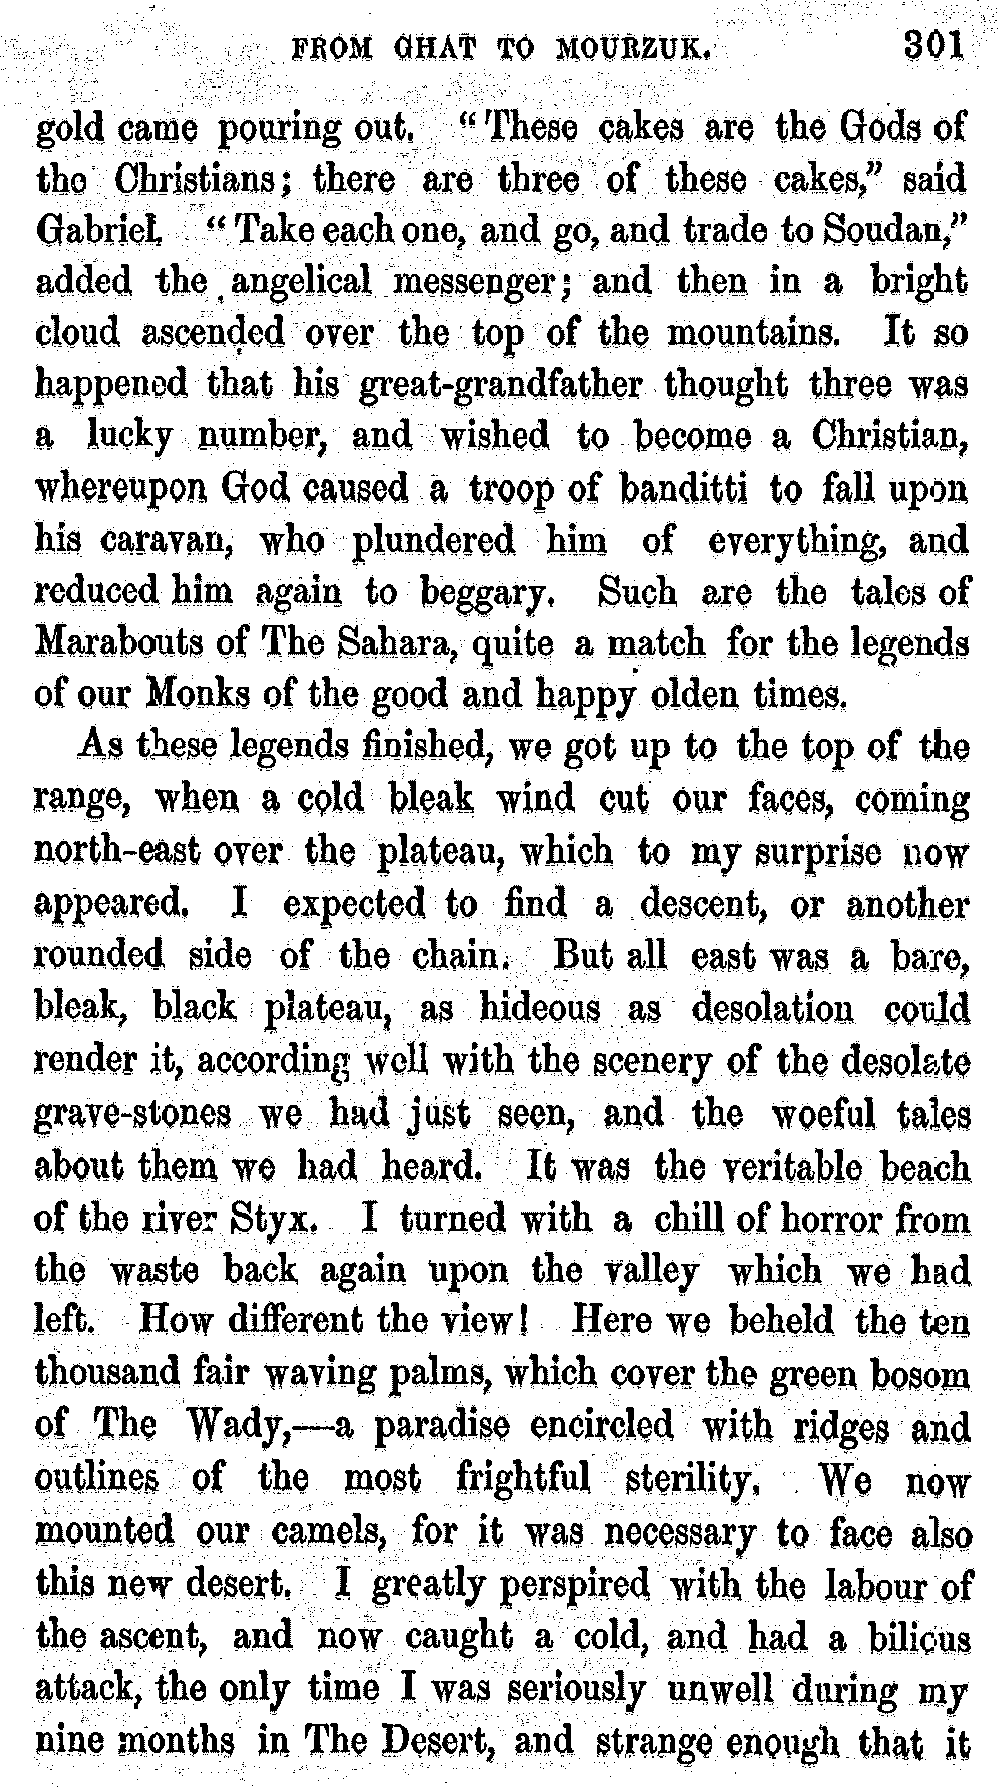 FROM GHAT TO MOURZUK. 301
gold came pouring out. "These cakes are the Gods of
the Christians; there are three of these cakes," said
Gabriel. "Take each one, and go, and trade to Soudan,"
added the angelical messenger; and then in a bright
cloud ascended over the top of the mountains. It so
happened that his great-grandfather thought three was
a lucky number, and wished to become a Christian,
whereupon God caused a troop of banditti to fall upon
his caravan, who plundered him of everything, and
reduced him again to beggary. Such are the tales of
Marabouts of The Sahara, quite a match for the legends
of our Monks of the good and happy olden times.
As these legends finished, we got up to the top of the
range, when a cold bleak wind cut our faces, coming
north-east over the plateau, which to my surprise now
appeared. I expected to find a descent, or another
rounded side of the chain. But all east was a bare,
bleak, black plateau, as hideous as desolation could
render it, according well with the scenery of the desolate
grave-stones we had just seen, and the woeful tales
about them we had heard. It was the veritable beach
of the river Styx. I turned with a chill of horror from
the waste back again upon the valley which we had
left. How different the view! Here we beheld the ten
thousand fair waving palms, which cover the green bosom
of The Wady,—a paradise encircled with ridges and
outlines of the most frightful sterility. We now
mounted our camels, for it was necessary to face also
this new desert. I greatly perspired with the labour of
the ascent, and now caught a cold, and had a bilious
attack, the only time I was seriously unwell during my
nine months in The Desert, and strange enough that it